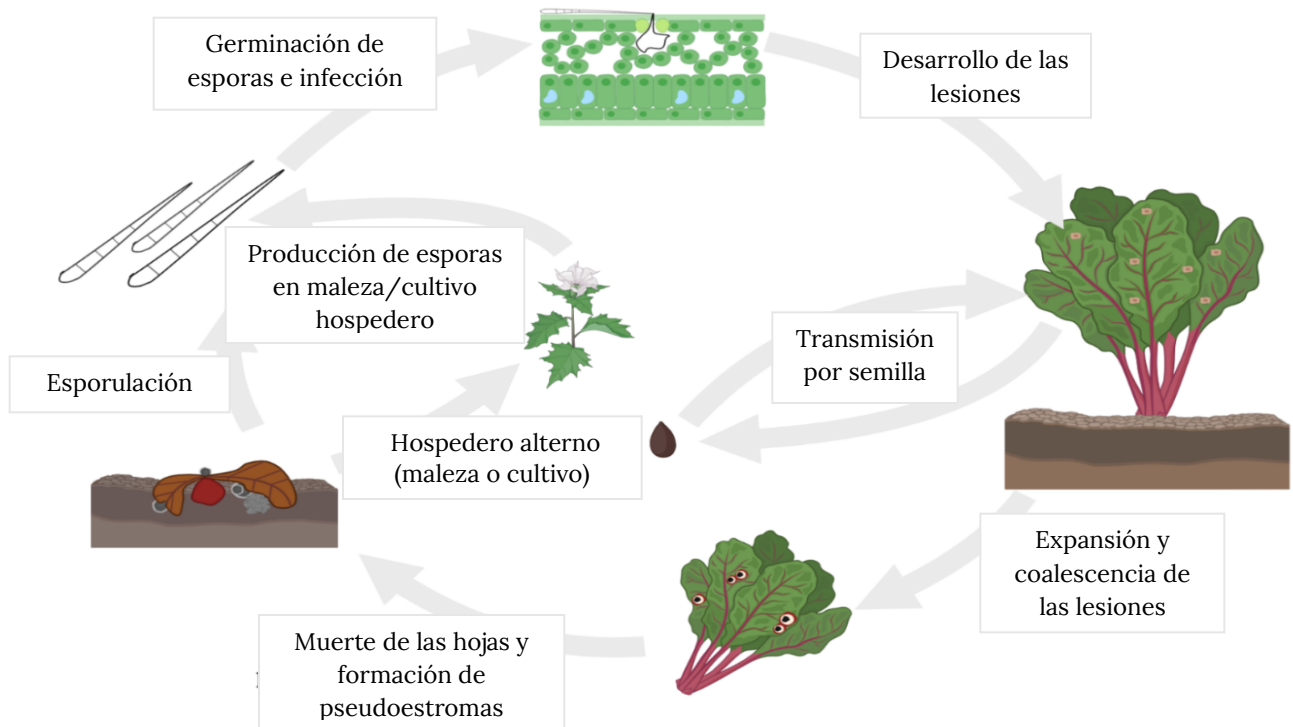 Germinación de
esporas e infección
Desarrollo de las
lesiones
Producción de esporas
en maleza/cultivo
hospedero
Transmisión
por semilla
Esporulación
Hospedero alterno
(maleza o cultivo)
Expansión y
coalescencia de
las lesiones
Muerte de las hojas y
formación de
pseudoestromas